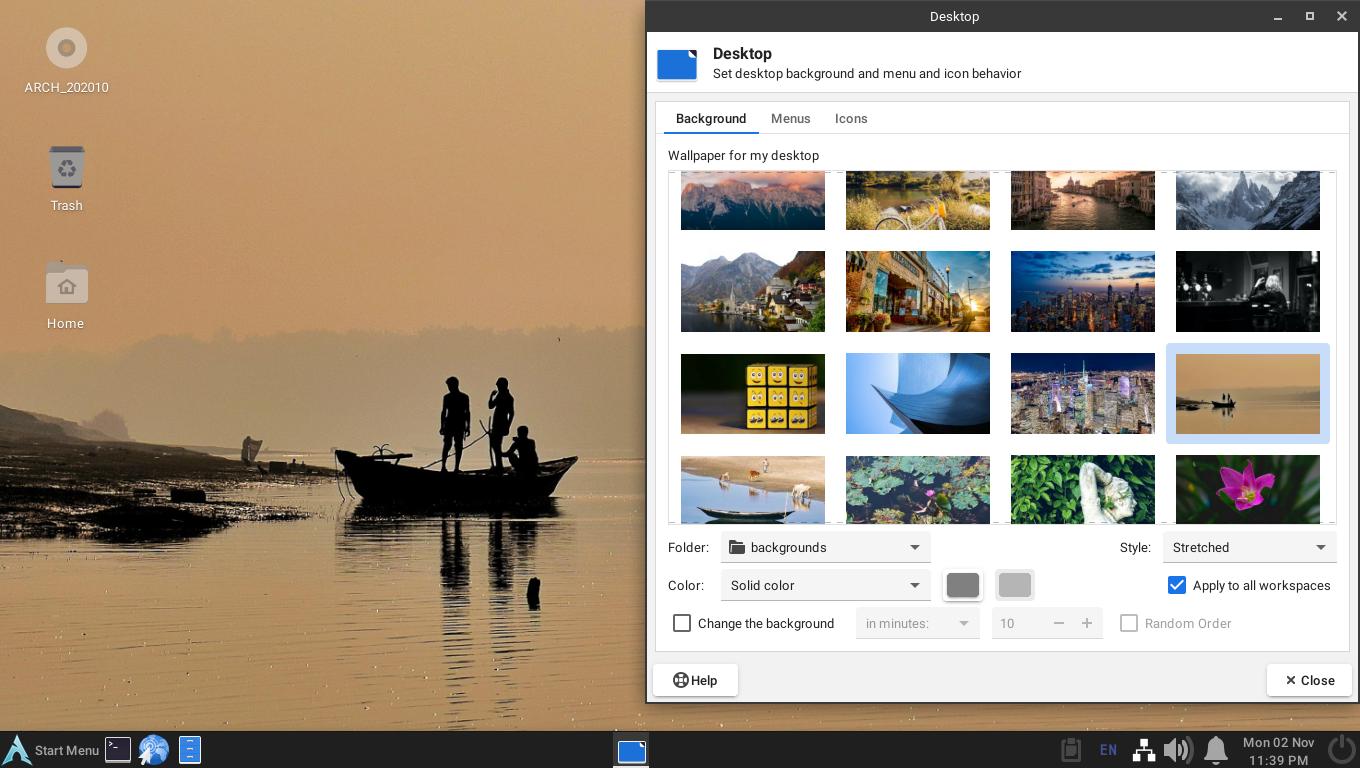 ARCH_202010
Trash
Home
Desktop
Desktop
Set desktop background and menu and icon behavior
Background Menus Icons
Wallpaper for my desktop
Folder: backgrounds Style: Stretched
Color: Solid color Apply to all workspaces
Change the background in minutes: 10 Random Order
Help Close
Start Menu EN Mon 02 Nov
11:39 PM